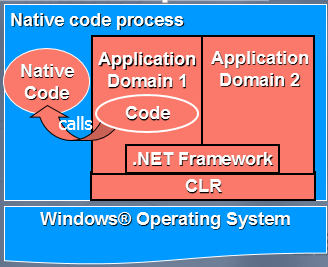 Native code process
Native
Code
Application
Domain 1
Application
Domain 2
Code
calls
.NET Framework
CLR
Windows® Operating System